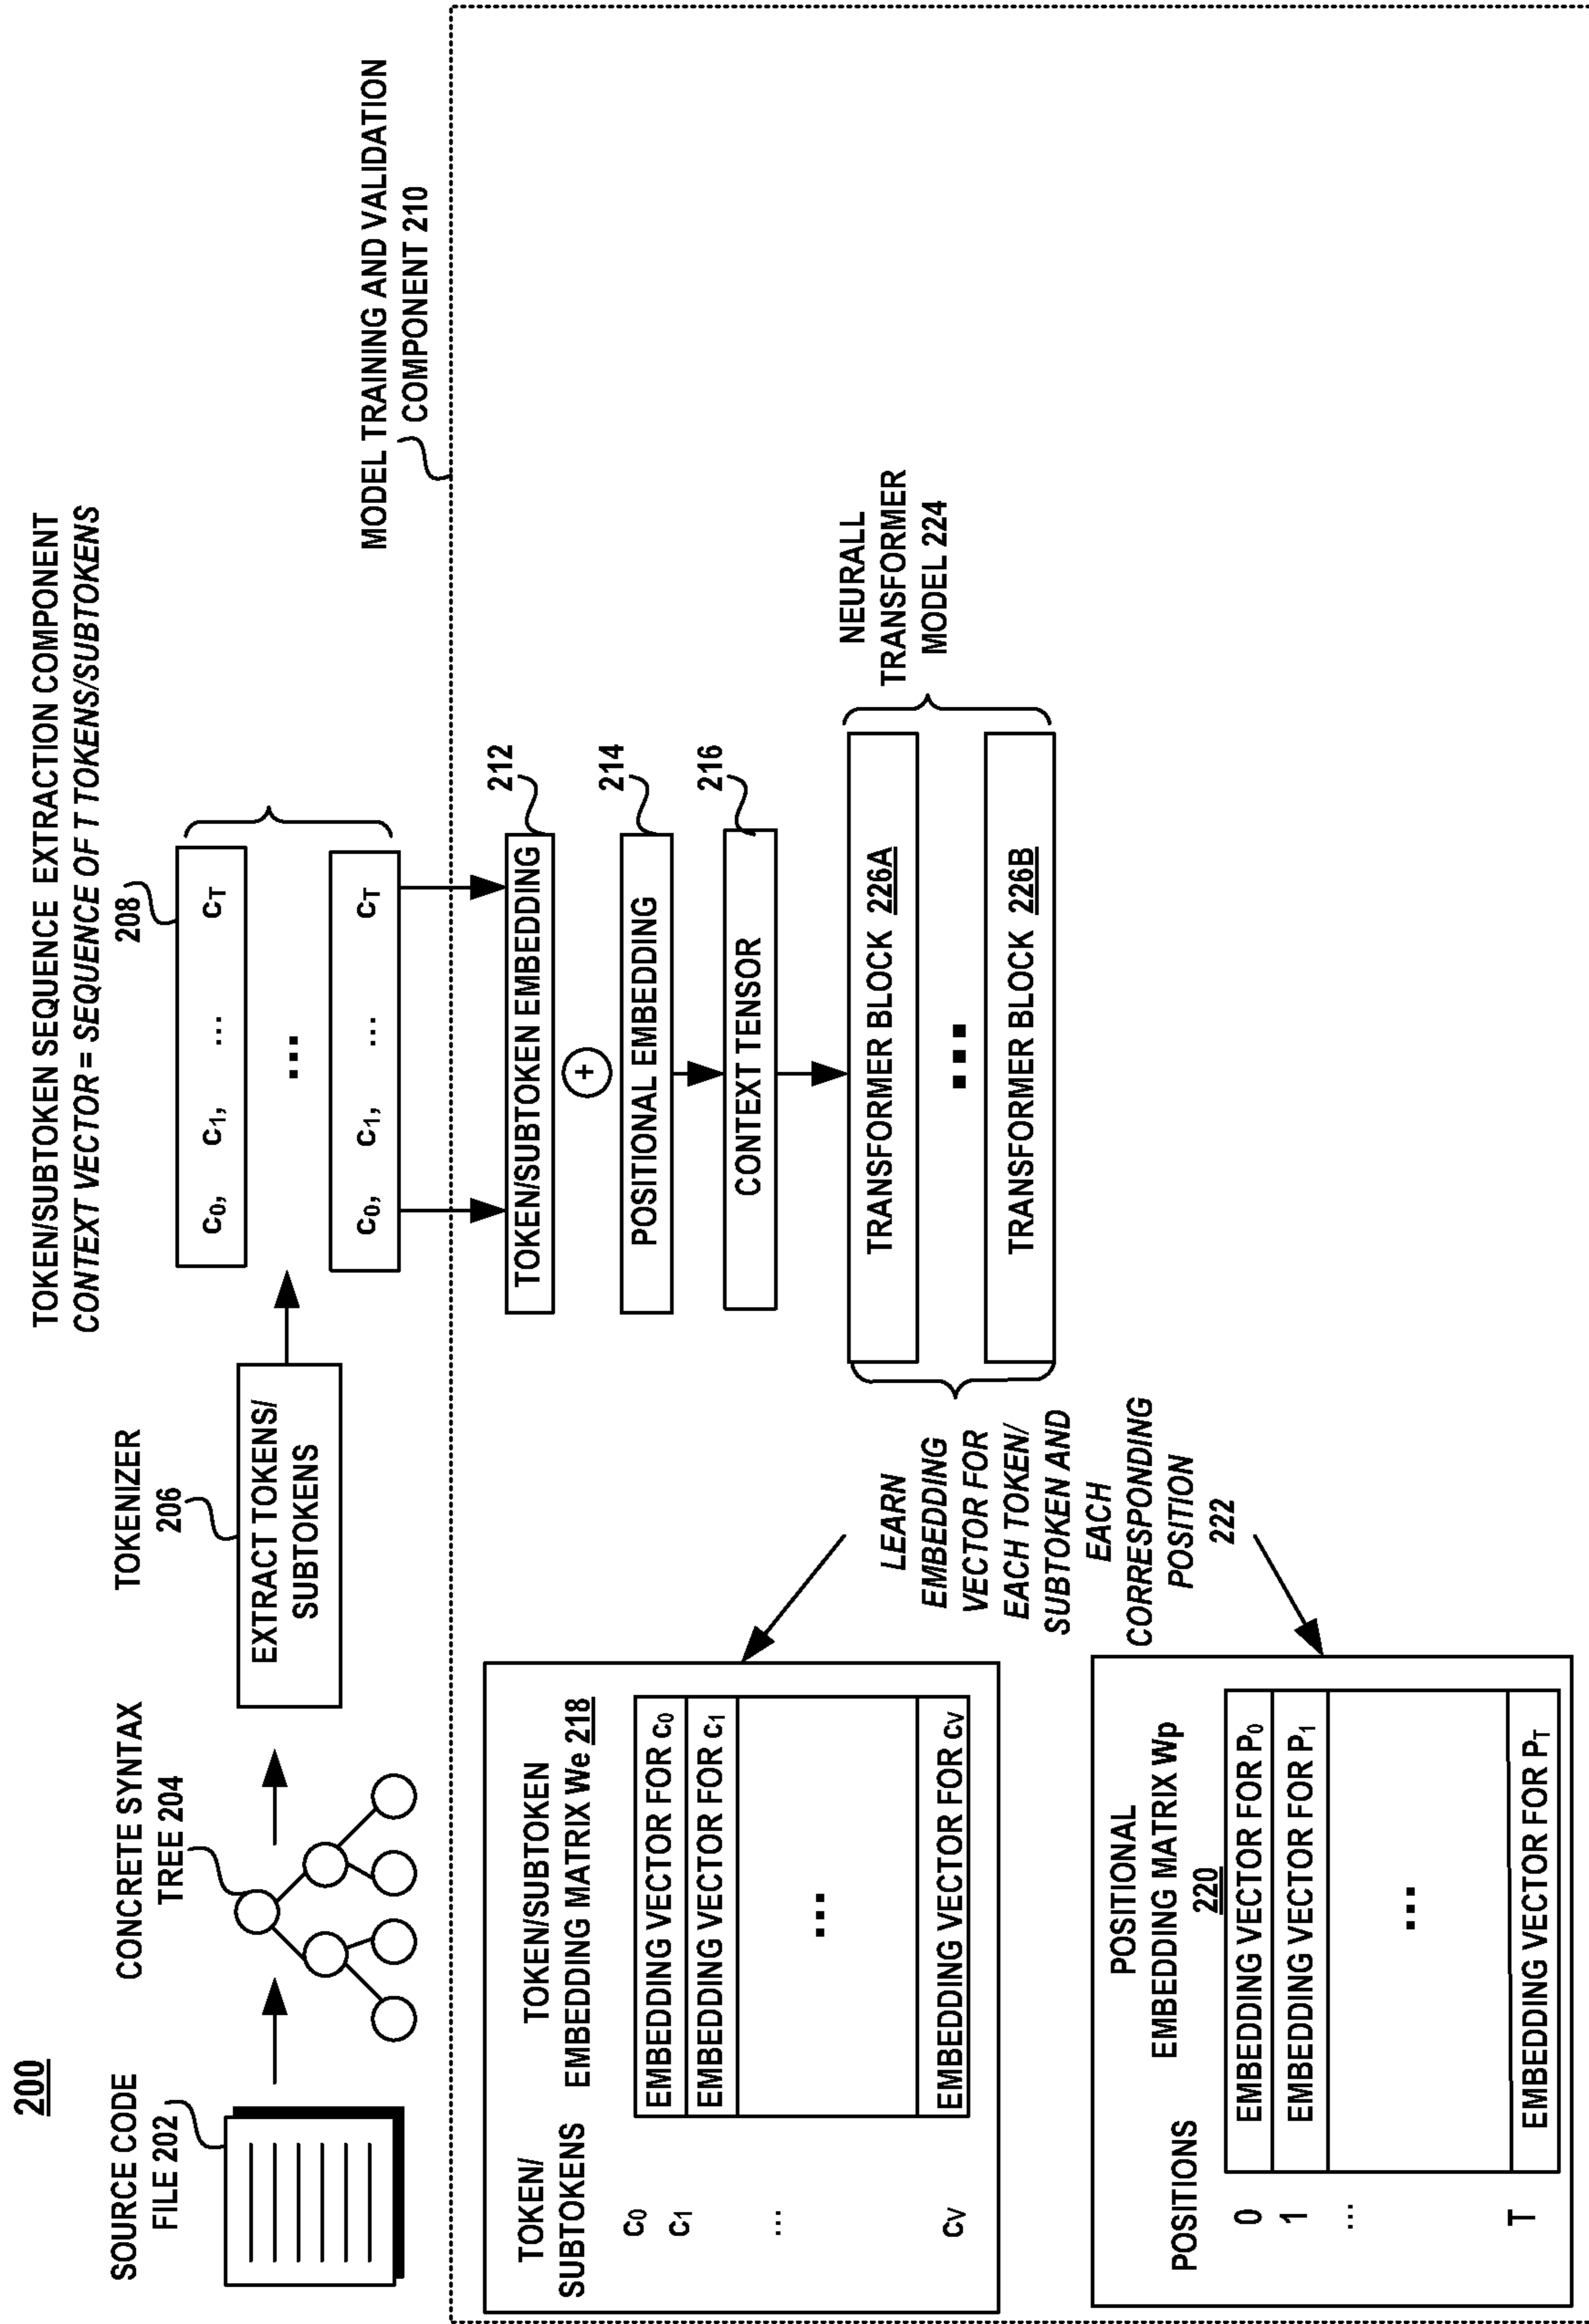 200
SOURCE CODE
FILE 202
CONCRETE SYNTAX
TREE 204
TOKENIZER
206
EXTRACT TOKENS/
SUBTOKENS
TOKEN/SUBTOKEN SEQUENCE EXTRACTION COMPONENT
CONTEXT VECTOR = SEQUENCE OF T TOKENS/SUBTOKENS
208
c₀, c₁, ... c_T
...
c₀, c₁, ... c_T
MODEL TRAINING AND VALIDATION
COMPONENT 210
TOKEN/SUBTOKEN EMBEDDING
212
+
POSITIONAL EMBEDDING
214
CONTEXT TENSOR
216
TRANSFORMER BLOCK 226A
...
TRANSFORMER BLOCK 226B
NEURALL
TRANSFORMER
MODEL 224
LEARN
EMBEDDING
VECTOR FOR
EACH TOKEN/
SUBTOKEN AND
EACH
CORRESPONDING
POSITION
222
TOKEN/
SUBTOKENS
TOKEN/SUBTOKEN
EMBEDDING MATRIX We 218
c₀ EMBEDDING VECTOR FOR c₀
c₁ EMBEDDING VECTOR FOR c₁
... ...
c_V EMBEDDING VECTOR FOR c_V
POSITIONS
POSITIONAL
EMBEDDING MATRIX Wp
220
0 EMBEDDING VECTOR FOR P₀
1 EMBEDDING VECTOR FOR P₁
... ...
T EMBEDDING VECTOR FOR P_T